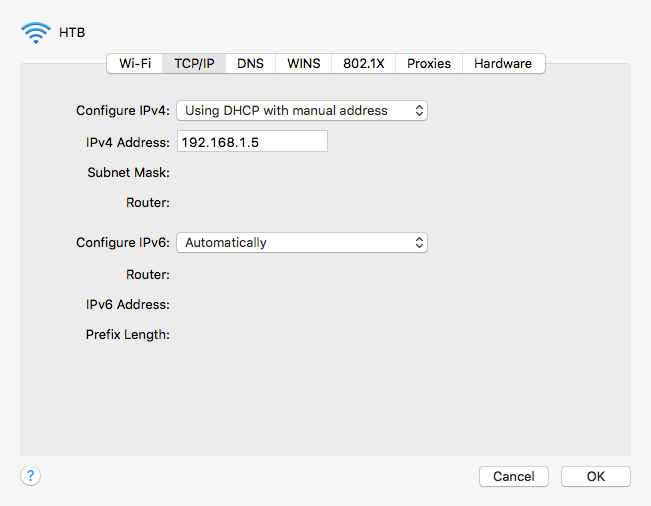 HTB
Wi-Fi TCP/IP DNS WINS 802.1X Proxies Hardware
Configure IPv4: Using DHCP with manual address
IPv4 Address: 192.168.1.5
Subnet Mask:
Router:
Configure IPv6: Automatically
Router:
IPv6 Address:
Prefix Length:
? Cancel OK